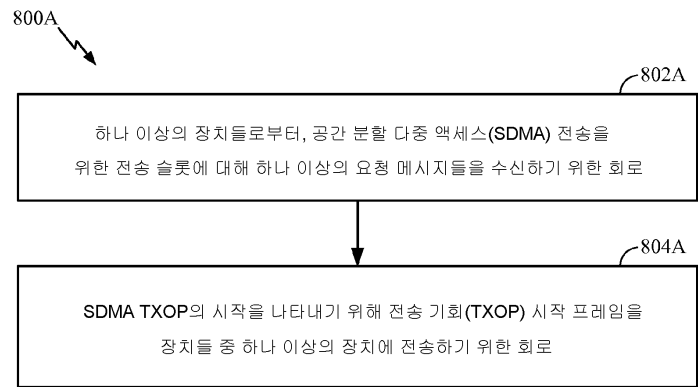 800A
802A
하나 이상의 장치들로부터, 공간 분할 다중 액세스(SDMA) 전송을
위한 전송 슬롯에 대해 하나 이상의 요청 메시지들을 수신하기 위한 회로
804A
SDMA TXOP의 시작을 나타내기 위해 전송 기회(TXOP) 시작 프레임을
장치들 중 하나 이상의 장치에 전송하기 위한 회로